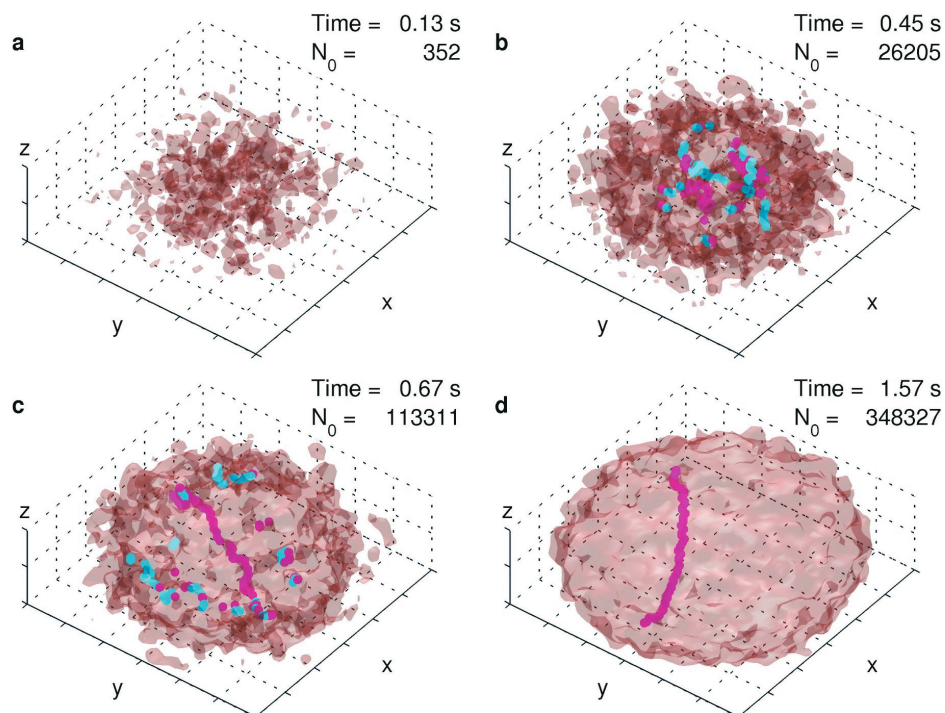 a
Time = 0.13 s
N0 = 352
z
y
x
b
Time = 0.45 s
N0 = 26205
z
y
x
c
Time = 0.67 s
N0 = 113311
z
y
x
d
Time = 1.57 s
N0 = 348327
z
y
x